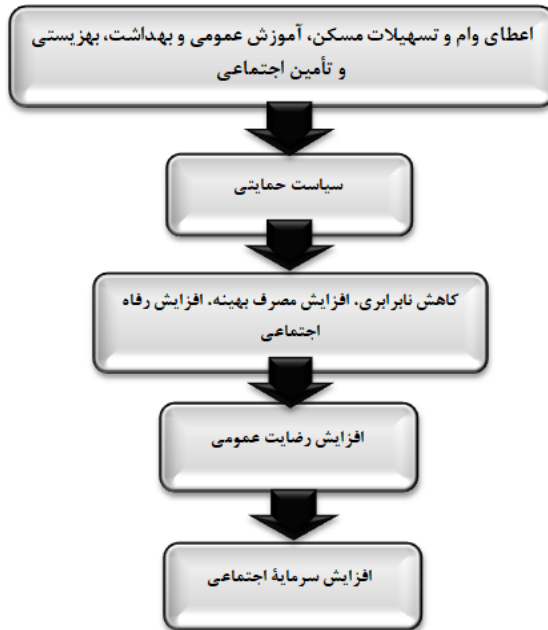 اعطای وام و تسهیلات مسکن، آموزش عمومی و بهداشت، بهزیستی
و تأمین اجتماعی
سیاست حمایتی
کاهش نابرابری، افزایش مصرف بهینه، افزایش رفاه
اجتماعی
افزایش رضایت عمومی
افزایش سرمایۀ اجتماعی